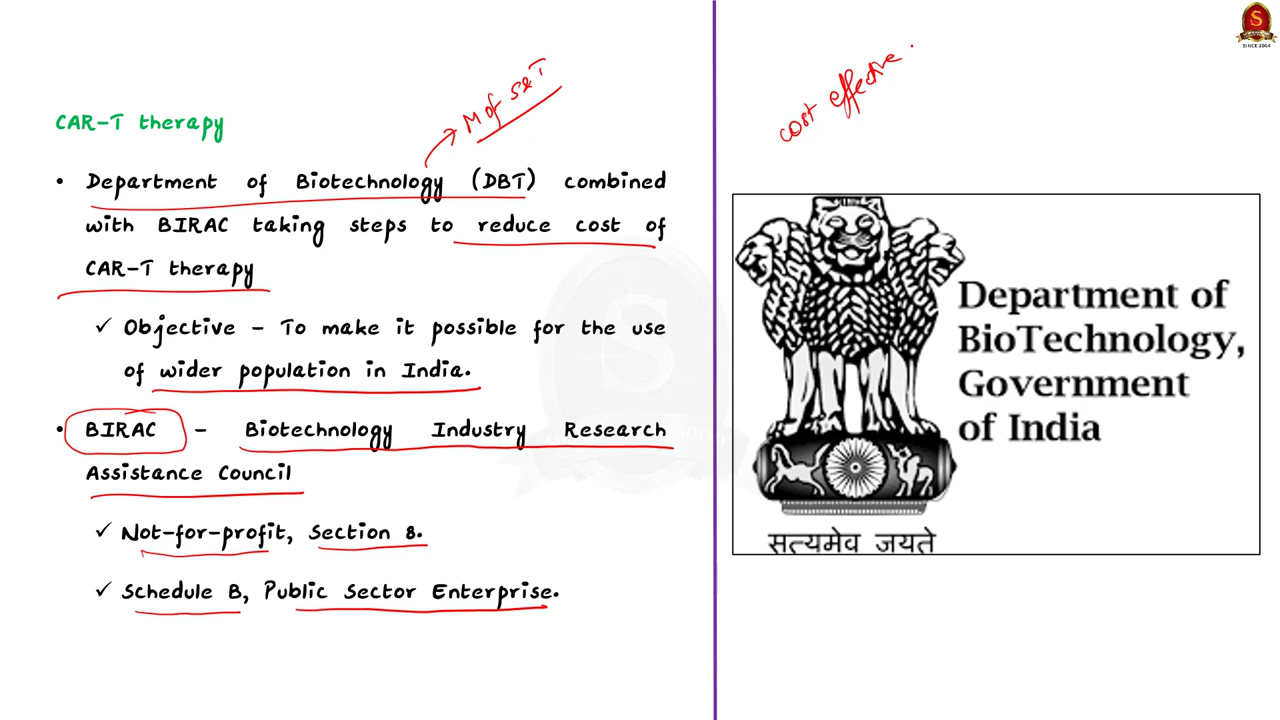 CAR-T therapy
M of S&T
• Department of Biotechnology (DBT) combined
with BIRAC taking steps to reduce cost of
CAR-T therapy
✓ Objective – To make it possible for the use
of wider population in India.
• BIRAC – Biotechnology Industry Research
Assistance Council
✓ Not-for-profit, Section 8.
✓ Schedule B, Public Sector Enterprise.
cost effective.
Department of
BioTechnology,
Government
of India
सत्यमेव जयते
S
SINCE 2004